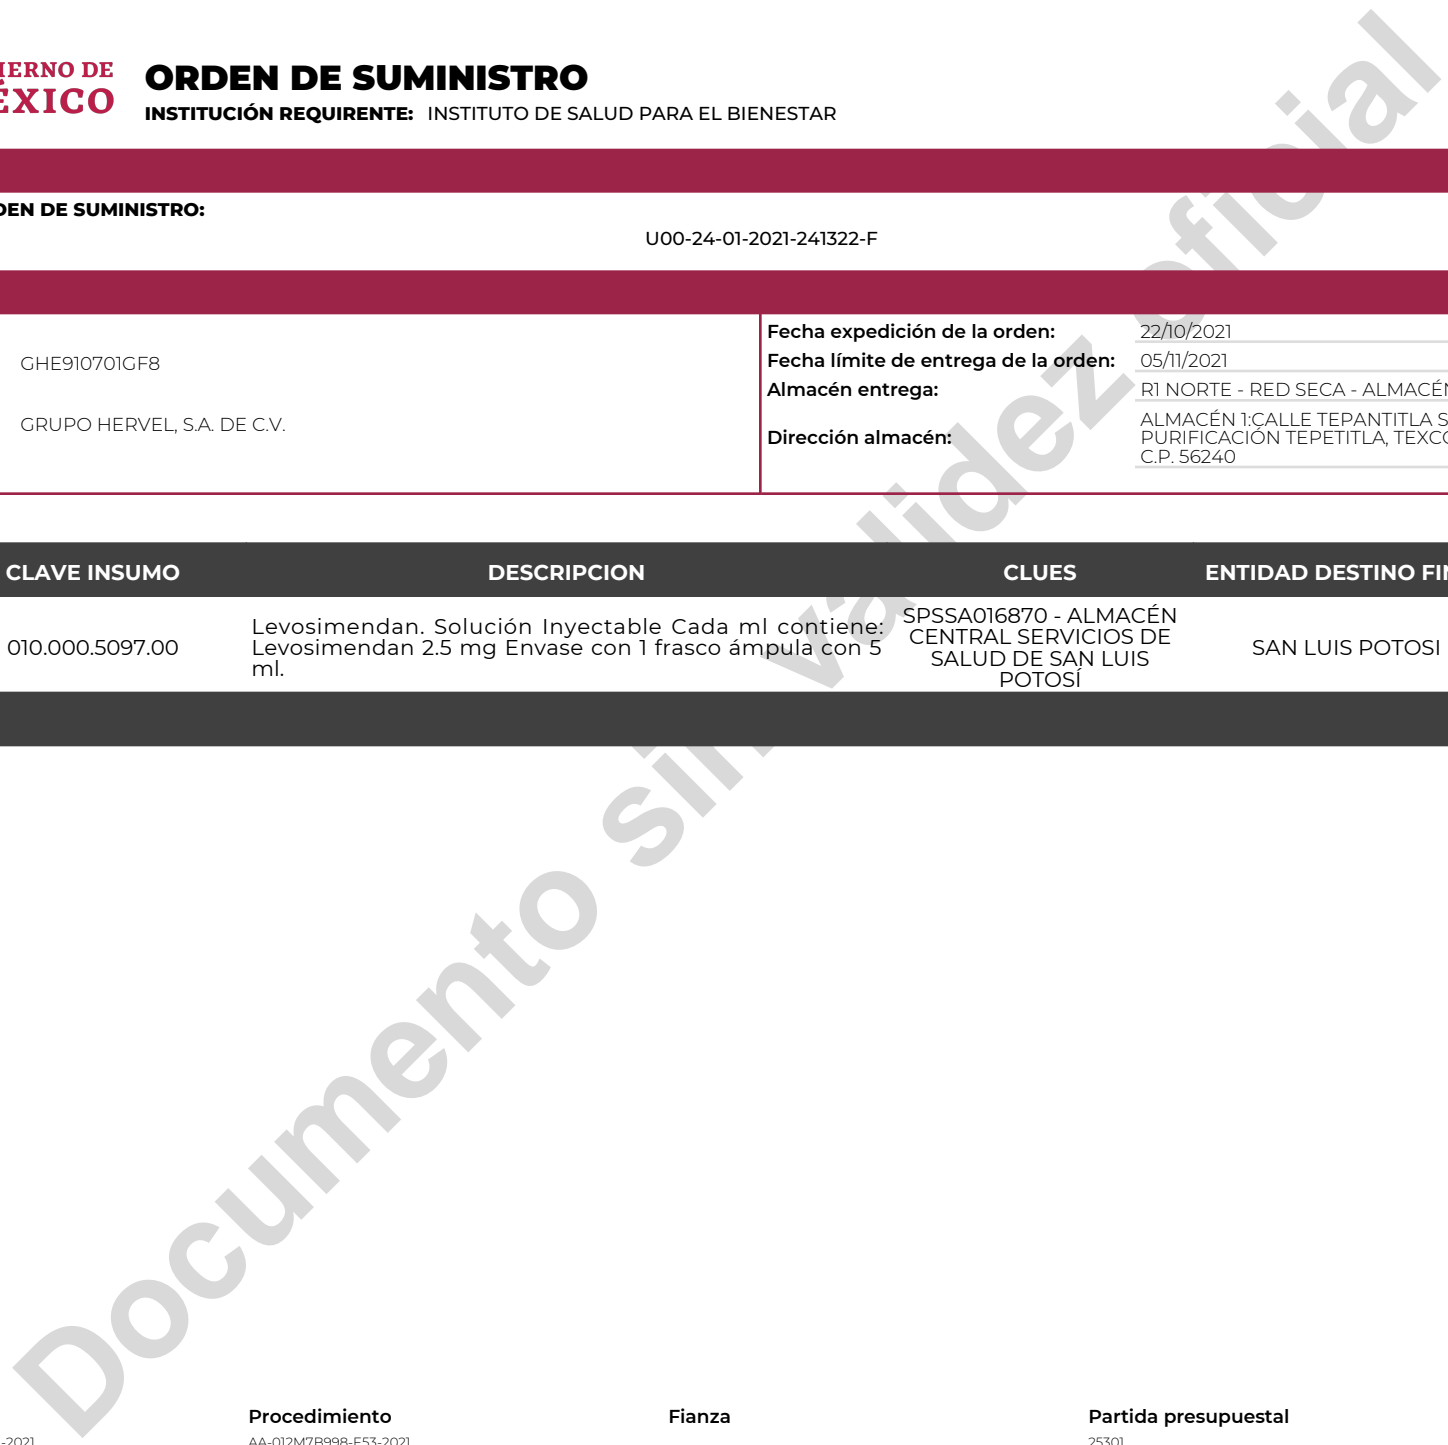 IERNO DE
ÉXICO
ORDEN DE SUMINISTRO
INSTITUCIÓN REQUIRENTE: INSTITUTO DE SALUD PARA EL BIENESTAR
DEN DE SUMINISTRO:
U00-24-01-2021-241322-F
GHE910701GF8
GRUPO HERVEL, S.A. DE C.V.
Fecha expedición de la orden: 22/10/2021
Fecha límite de entrega de la orden: 05/11/2021
Almacén entrega: R1 NORTE - RED SECA - ALMACÉN
Dirección almacén:
ALMACÉN 1:CALLE TEPANTITLA S
PURIFICACIÓN TEPETITLA, TEXCO
C.P. 56240
CLAVE INSUMO DESCRIPCION CLUES ENTIDAD DESTINO FIN
010.000.5097.00
Levosimendan. Solución Inyectable Cada ml contiene:
Levosimendan 2.5 mg Envase con 1 frasco ámpula con 5
ml.
SPSSA016870 - ALMACÉN
CENTRAL SERVICIOS DE
SALUD DE SAN LUIS
POTOSÍ
SAN LUIS POTOSI
Documento sin validez oficial
Procedimiento Fianza Partida presupuestal
-2021 AA-012M7B998-E53-2021 25301